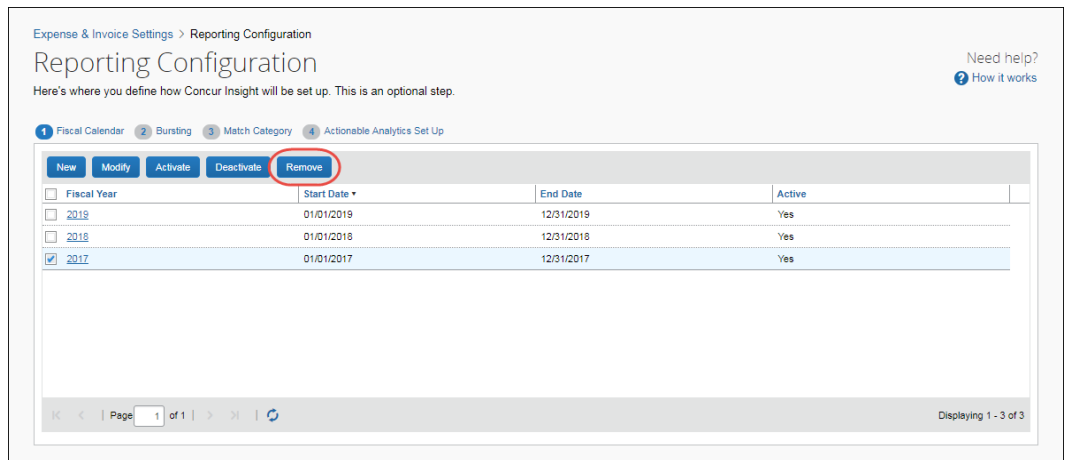 Expense & Invoice Settings > Reporting Configuration
Reporting Configuration
Need help?
? How it works
Here's where you define how Concur Insight will be set up. This is an optional step.
1 Fiscal Calendar 2 Bursting 3 Match Category 4 Actionable Analytics Set Up
New Modify Activate Deactivate Remove
Fiscal Year Start Date End Date Active
2019 01/01/2019 12/31/2019 Yes
2018 01/01/2018 12/31/2018 Yes
2017 01/01/2017 12/31/2017 Yes
Page 1 of 1 Displaying 1 - 3 of 3